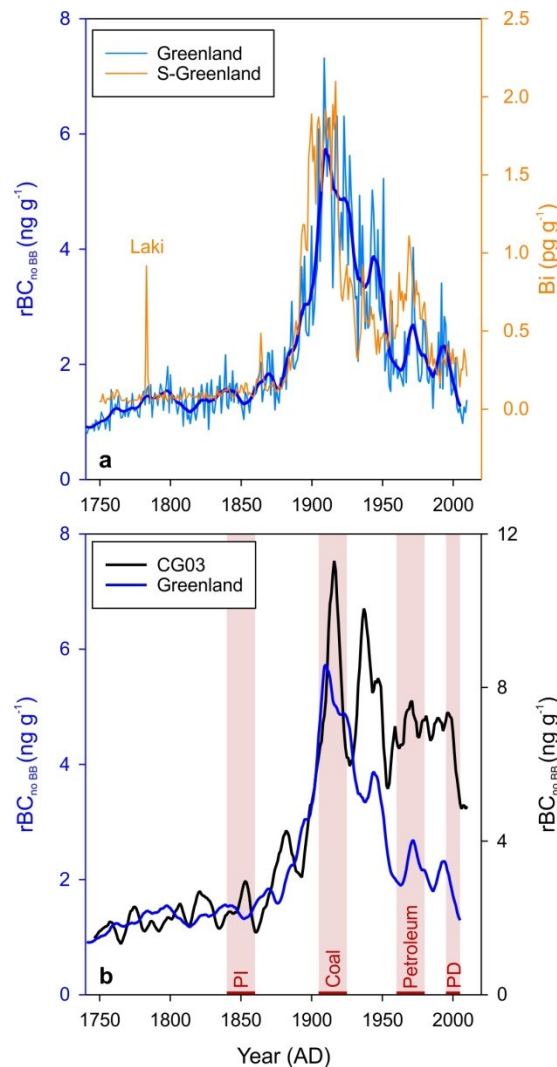 8
6
4
2
0
rBC no BB (ng g⁻¹)
Greenland
S-Greenland
Laki
2.5
2.0
1.5
1.0
0.5
0.0
Bi (pg g⁻¹)
a
1750 1800 1850 1900 1950 2000
8
6
4
2
0
rBC no BB (ng g⁻¹)
CG03
Greenland
12
8
4
0
rBC no BB (ng g⁻¹)
b
PI
Coal
Petroleum
PD
1750 1800 1850 1900 1950 2000
Year (AD)